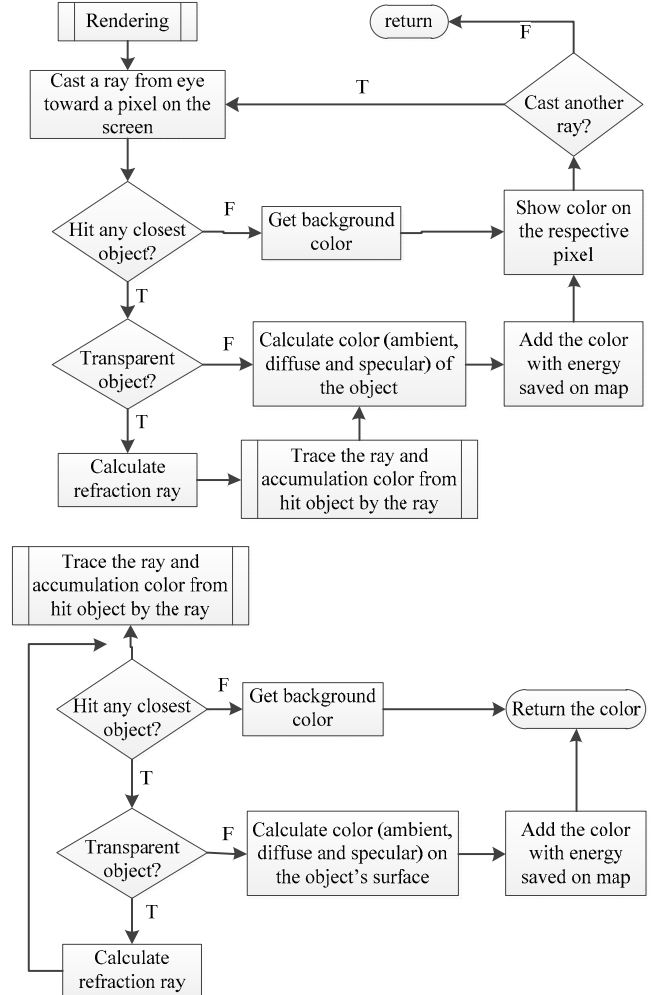 Rendering
return
F
Cast a ray from eye
toward a pixel on the
screen
T
Cast another
ray?
Hit any closest
object?
F
Get background
color
Show color on
the respective
pixel
T
Transparent
object?
F
Calculate color (ambient,
diffuse and specular) of
the object
Add the color
with energy
saved on map
T
Calculate
refraction ray
Trace the ray and
accumulation color from
hit object by the ray
Trace the ray and
accumulation color from
hit object by the ray
Hit any closest
object?
F
Get background
color
Return the color
T
Transparent
object?
F
Calculate color (ambient,
diffuse and specular) on
the object's surface
Add the color
with energy
saved on map
T
Calculate
refraction ray